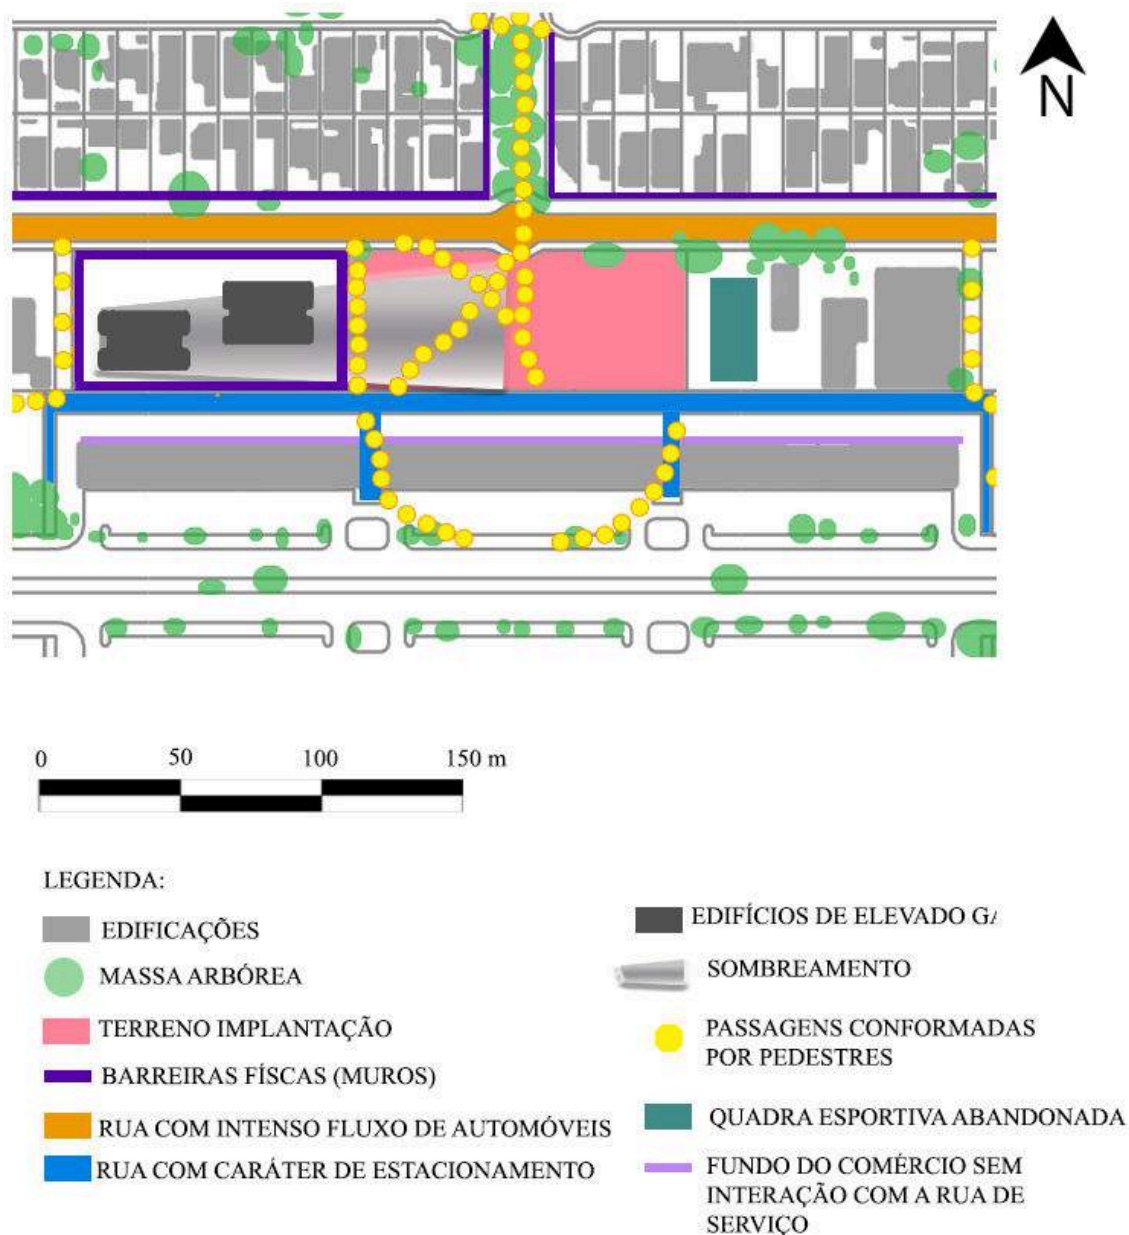 N
0 50 100 150 m
LEGENDA:
EDIFICAÇÕES
MASSA ARBÓREA
TERRENO IMPLANTAÇÃO
BARREIRAS FÍSCAS (MUROS)
RUA COM INTENSO FLUXO DE AUTOMÓVEIS
RUA COM CARÁTER DE ESTACIONAMENTO
EDIFÍCIOS DE ELEVADO
SOMBREAMENTO
PASSAGENS CONFORMADAS
POR PEDESTRES
QUADRA ESPORTIVA ABANDONADA
FUNDO DO COMÉRCIO SEM
INTERAÇÃO COM A RUA DE
SERVIÇO